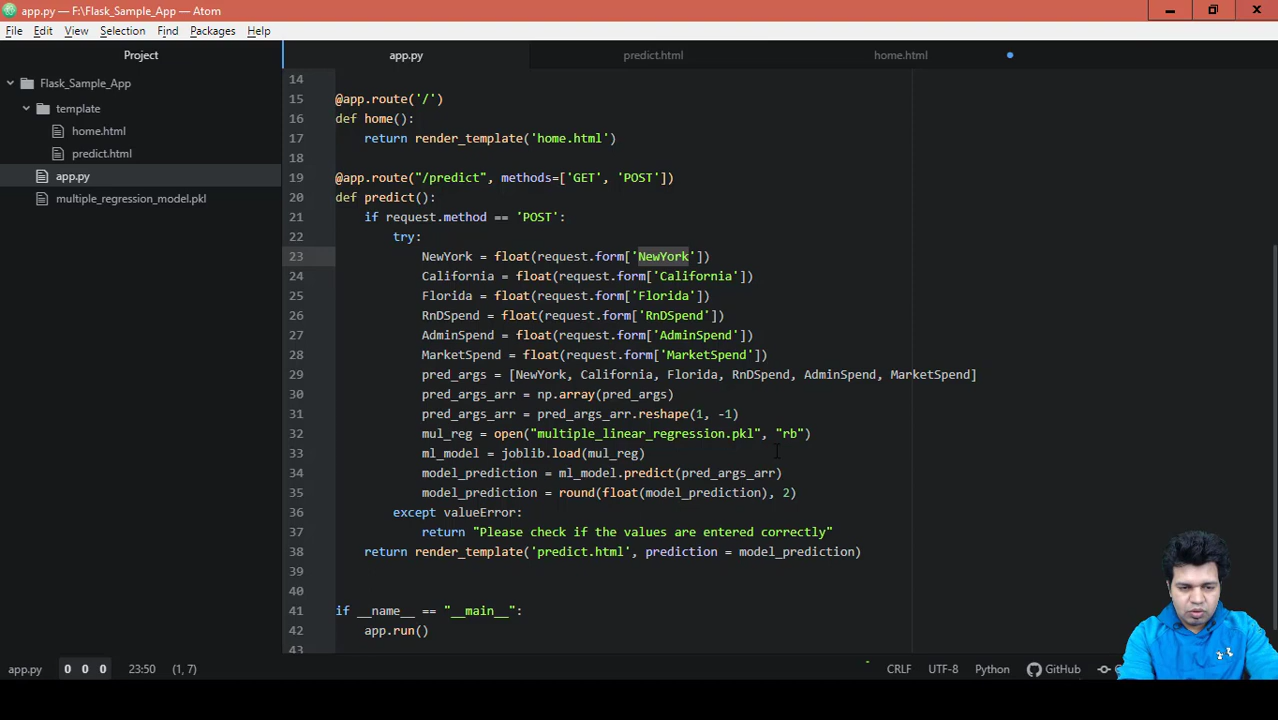 app.py — F:\Flask_Sample_App — Atom
File Edit View Selection Find Packages Help
Project
app.py
predict.html
home.html
Flask_Sample_App
template
home.html
predict.html
app.py
multiple_regression_model.pkl
14
15 @app.route('/')
16 def home():
17 return render_template('home.html')
18
19 @app.route("/predict", methods=['GET', 'POST'])
20 def predict():
21 if request.method == 'POST':
22 try:
23 NewYork = float(request.form['NewYork'])
24 California = float(request.form['California'])
25 Florida = float(request.form['Florida'])
26 RnDSpend = float(request.form['RnDSpend'])
27 AdminSpend = float(request.form['AdminSpend'])
28 MarketSpend = float(request.form['MarketSpend'])
29 pred_args = [NewYork, California, Florida, RnDSpend, AdminSpend, MarketSpend]
30 pred_args_arr = np.array(pred_args)
31 pred_args_arr = pred_args_arr.reshape(1, -1)
32 mul_reg = open("multiple_linear_regression.pkl", "rb")
33 ml_model = joblib.load(mul_reg)
34 model_prediction = ml_model.predict(pred_args_arr)
35 model_prediction = round(float(model_prediction), 2)
36 except valueError:
37 return "Please check if the values are entered correctly"
38 return render_template('predict.html', prediction = model_prediction)
39
40
41 if __name__ == "__main__":
42 app.run()
43
app.py 0 0 0 23:50 (1, 7) CRLF UTF-8 Python GitHub